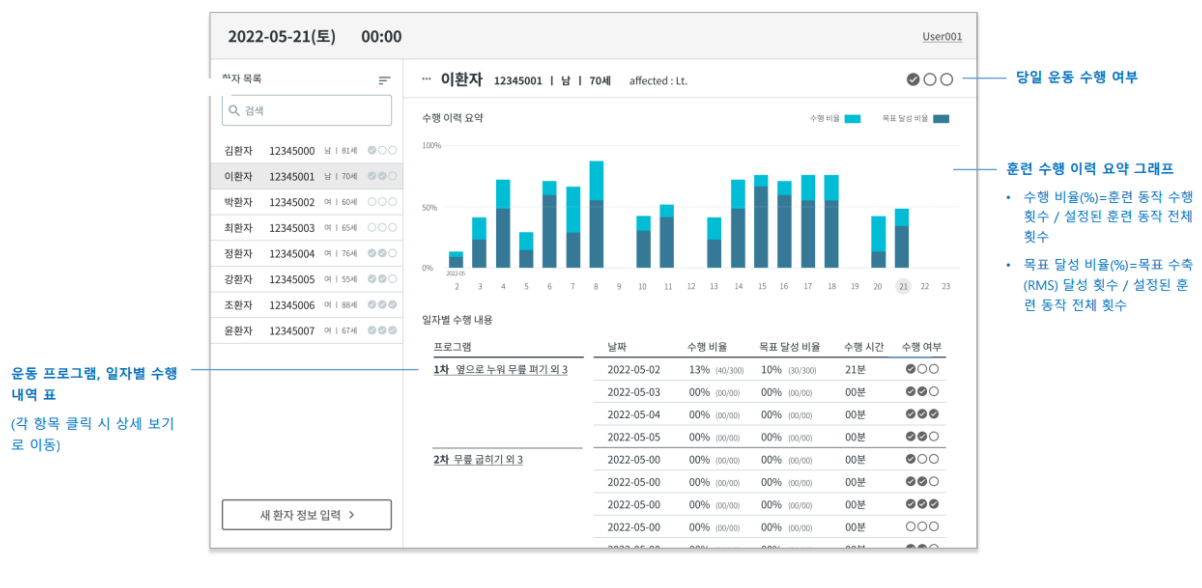 2022-05-21(토) 00:00
User001
환자 목록
검색
김환자 12345000 남 | 81세
이환자 12345001 남 | 70세
박환자 12345002 여 | 60세
최환자 12345003 여 | 65세
정환자 12345004 여 | 76세
강환자 12345005 여 | 55세
조환자 12345006 여 | 88세
윤환자 12345007 여 | 67세
새 환자 정보 입력 >
··· 이환자 12345001 | 남 | 70세 affected : Lt.
수행 이력 요약
수행 비율 목표 달성 비율
100%
50%
0%
2022-05
2 3 4 5 6 7 8 9 10 11 12 13 14 15 16 17 18 19 20 21 22 23
일자별 수행 내용
프로그램 날짜 수행 비율 목표 달성 비율 수행 시간 수행 여부
1차 옆으로 누워 무릎 펴기 외 3 2022-05-02 13% (40/300) 10% (30/300) 21분
2022-05-03 00% (00/00) 00% (00/00) 00분
2022-05-04 00% (00/00) 00% (00/00) 00분
2022-05-05 00% (00/00) 00% (00/00) 00분
2차 무릎 굽히기 외 3 2022-05-00 00% (00/00) 00% (00/00) 00분
2022-05-00 00% (00/00) 00% (00/00) 00분
2022-05-00 00% (00/00) 00% (00/00) 00분
2022-05-00 00% (00/00) 00% (00/00) 00분
2022-05-00 00% (00/00) 00% (00/00) 00분
당일 운동 수행 여부
훈련 수행 이력 요약 그래프
• 수행 비율(%)=훈련 동작 수행
횟수 / 설정된 훈련 동작 전체
횟수
• 목표 달성 비율(%)=목표 수축
(RMS) 달성 횟수 / 설정된 훈
련 동작 전체 횟수
운동 프로그램, 일자별 수행
내역 표
(각 항목 클릭 시 상세 보기
로 이동)